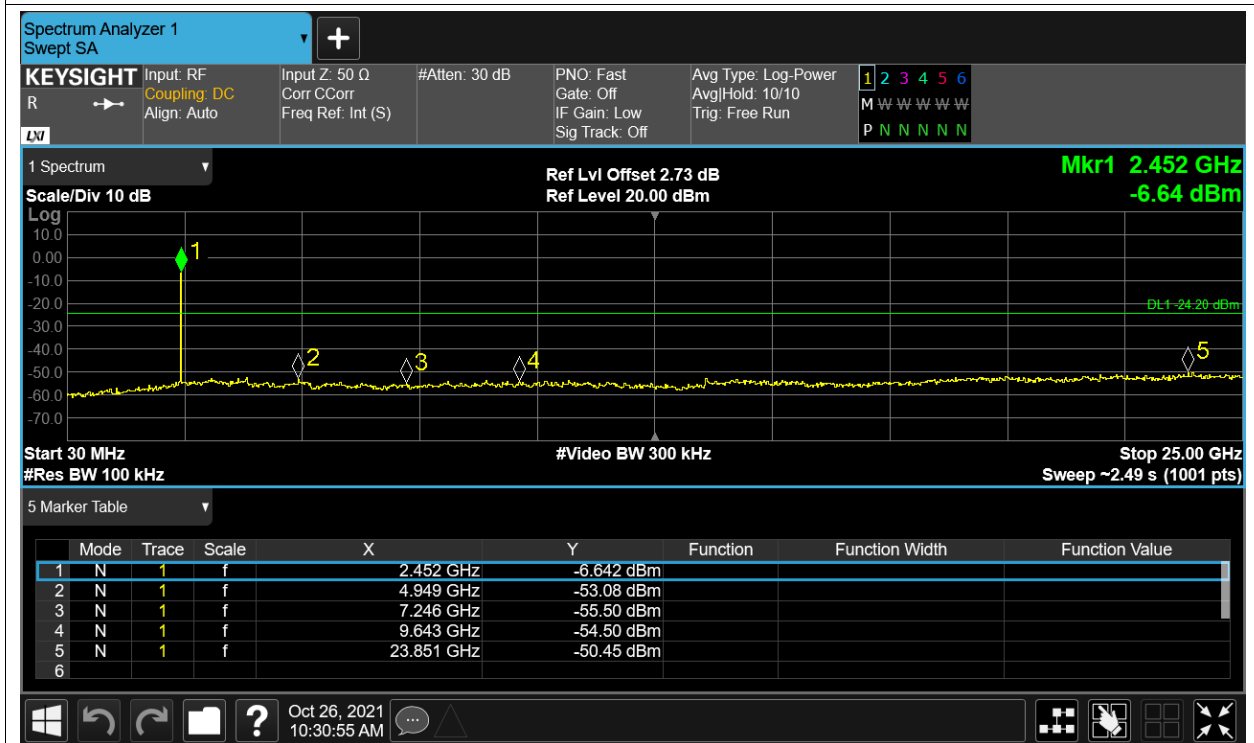 Spectrum Analyzer 1
Swept SA
KEYSIGHT
R
LXI
Input: RF
Coupling: DC
Align: Auto
Input Z: 50 Ω
Corr CCorr
Freq Ref: Int (S)
#Atten: 30 dB
PNO: Fast
Gate: Off
IF Gain: Low
Sig Track: Off
Avg Type: Log-Power
Avg|Hold: 10/10
Trig: Free Run
1 2 3 4 5 6
M W W W W W
P N N N N N
1 Spectrum
Scale/Div 10 dB
Log
Ref Lvl Offset 2.73 dB
Ref Level 20.00 dBm
Mkr1 2.452 GHz
-6.64 dBm
10.0
0.00
-10.0
-20.0
-30.0
-40.0
-50.0
-60.0
-70.0
1
2
3
4
5
DL1 -24.20 dBm
Start 30 MHz
#Res BW 100 kHz
#Video BW 300 kHz
Stop 25.00 GHz
Sweep ~2.49 s (1001 pts)
5 Marker Table
Mode Trace Scale X Y Function Function Width Function Value
1 N 1 f 2.452 GHz -6.642 dBm
2 N 1 f 4.949 GHz -53.08 dBm
3 N 1 f 7.246 GHz -55.50 dBm
4 N 1 f 9.643 GHz -54.50 dBm
5 N 1 f 23.851 GHz -50.45 dBm
6
?
Oct 26, 2021
10:30:55 AM